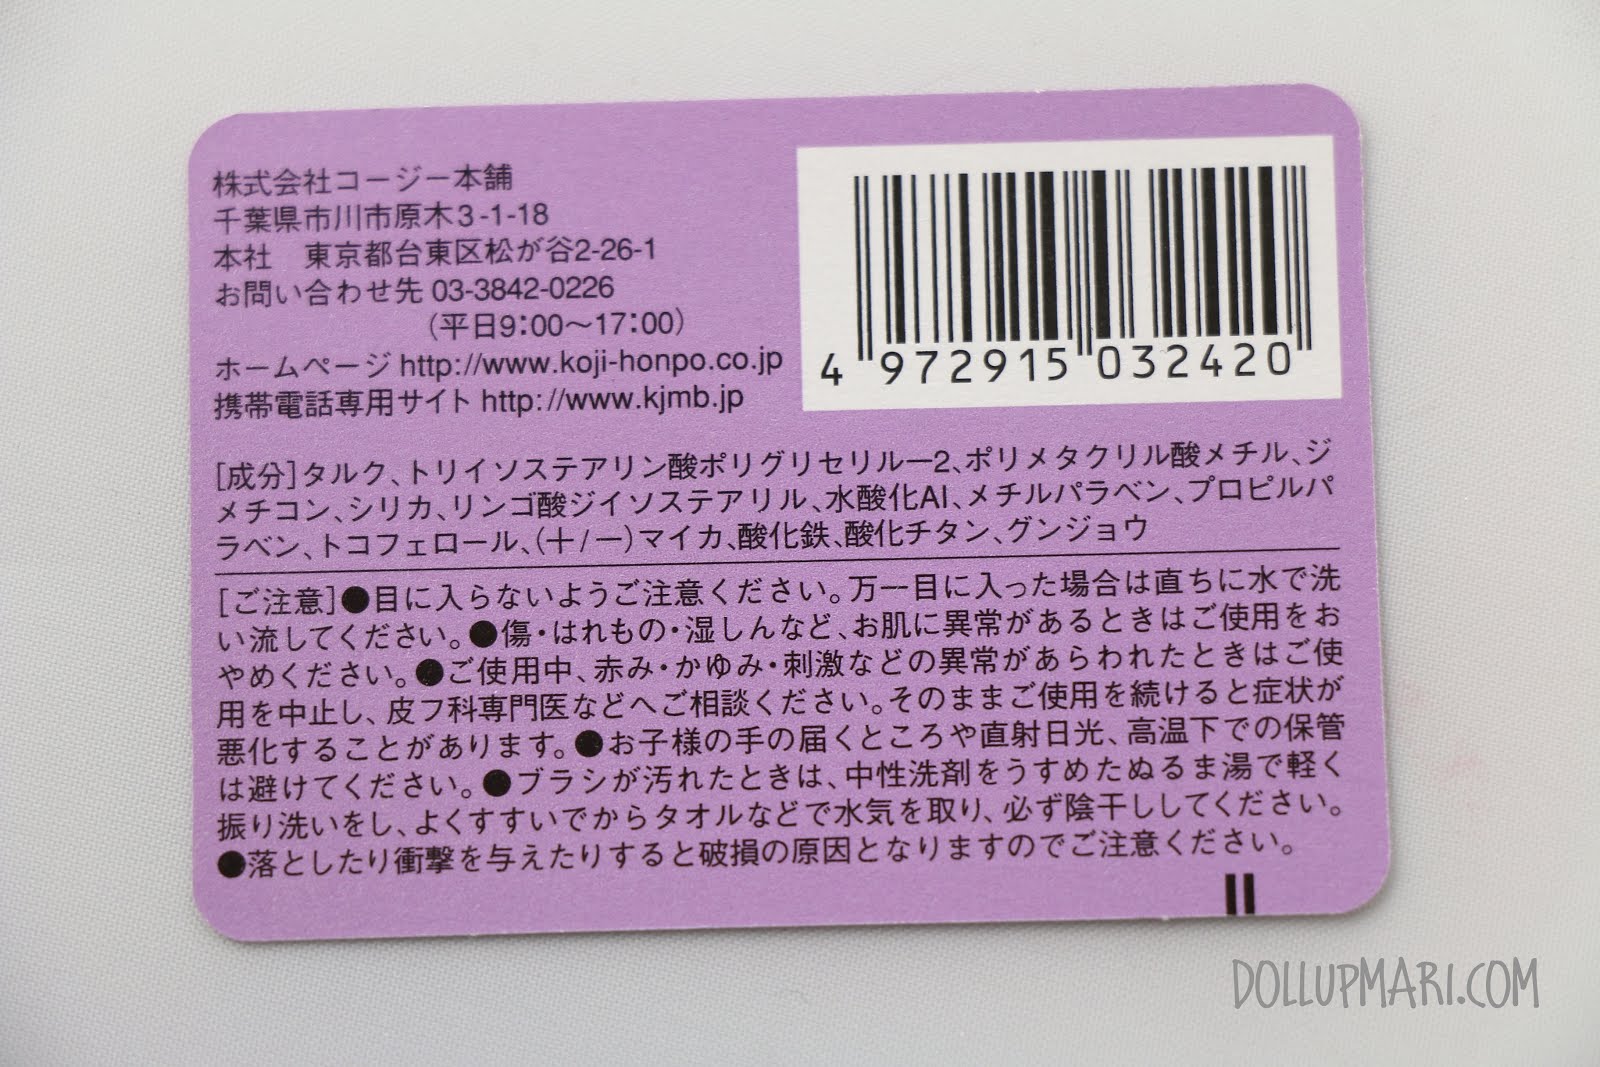 株式会社コージー本舗
千葉県市川市原木3-1-18
本社　東京都台東区松が谷2-26-1
お問い合わせ先 03-3842-0226
(平日9:00〜17:00)
ホームページ http://www.koji-honpo.co.jp
携帯電話専用サイト http://www.kjmb.jp
4 972915 032420
[成分]タルク、トリイソステアリン酸ポリグリセリル−2、ポリメタクリル酸メチル、ジ
メチコン、シリカ、リンゴ酸ジイソステアリル、水酸化Al、メチルパラベン、プロピルパ
ラベン、トコフェロール、(+/−)マイカ、酸化鉄、酸化チタン、グンジョウ
[ご注意]●目に入らないようご注意ください。万一目に入った場合は直ちに水で洗
い流してください。●傷・はれもの・湿しんなど、お肌に異常があるときはご使用をお
やめください。●ご使用中、赤み・かゆみ・刺激などの異常があらわれたときはご使
用を中止し、皮フ科専門医などへご相談ください。そのままご使用を続けると症状が
悪化することがあります。●お子様の手の届くところや直射日光、高温下での保管
は避けてください。●ブラシが汚れたときは、中性洗剤をうすめたぬるま湯で軽く
振り洗いをし、よくすすいでからタオルなどで水気を取り、必ず陰干ししてください。
●落としたり衝撃を与えたりすると破損の原因となりますのでご注意ください。
DOLLUPMARI.COM